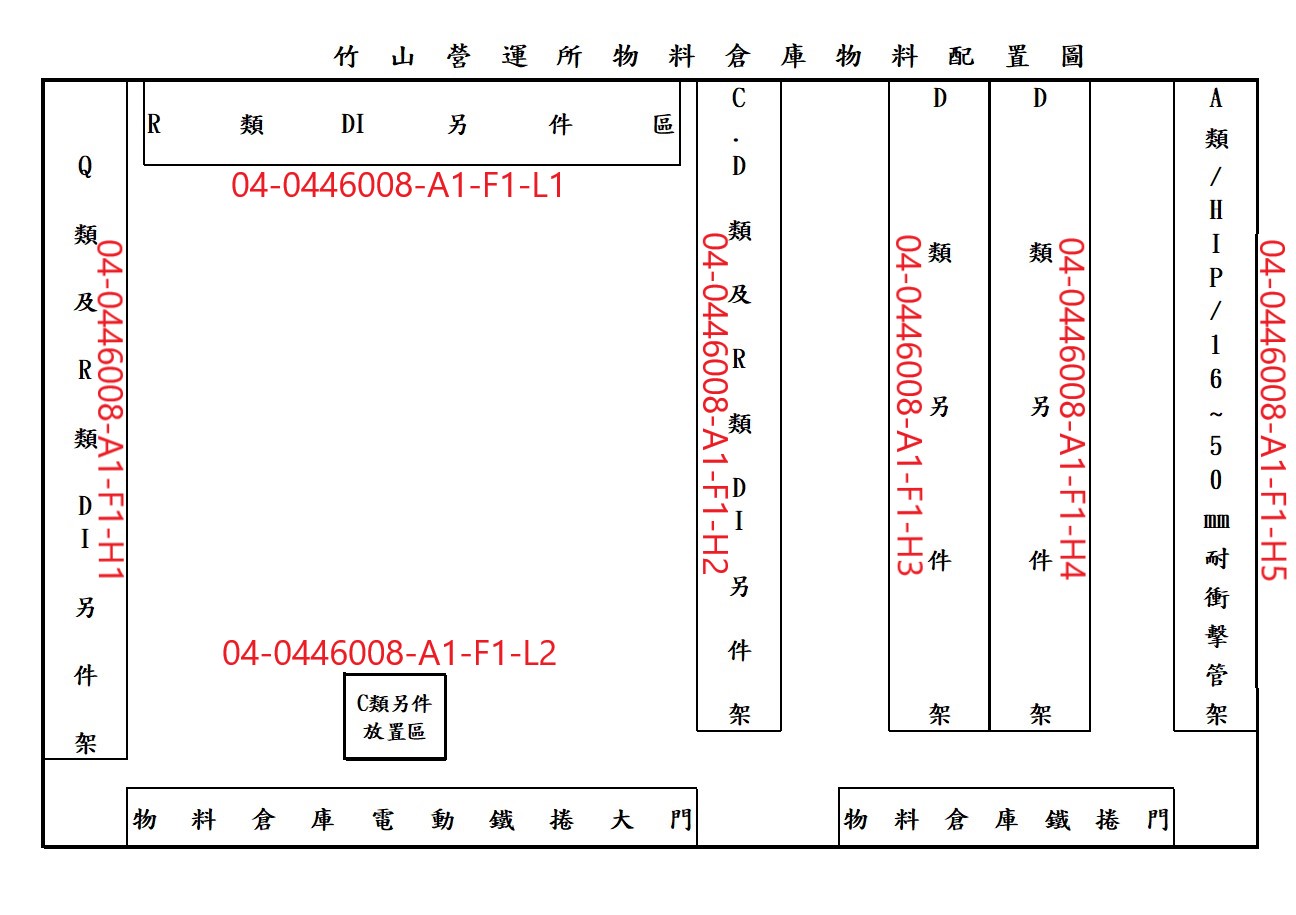 竹山營運所物料倉庫物料配置圖
R類DI另件區
04-0446008-A1-F1-L1
Q類及R類DI另件架
04-0446008-A1-F1-H1
C.D類及R類DI另件架
04-0446008-A1-F1-H2
D類另件架
04-0446008-A1-F1-H3
D類另件架
04-0446008-A1-F1-H4
A類/HIP/16~50mm耐衝擊管架
04-0446008-A1-F1-H5
04-0446008-A1-F1-L2
C類另件
放置區
物料倉庫電動鐵捲大門
物料倉庫鐵捲門